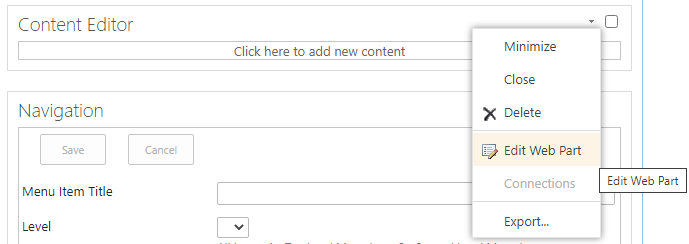 Content Editor
Click here to add new content
Minimize
Close
Delete
Edit Web Part
Connections
Export...
Edit Web Part
Navigation
Save
Cancel
Menu Item Title
Level